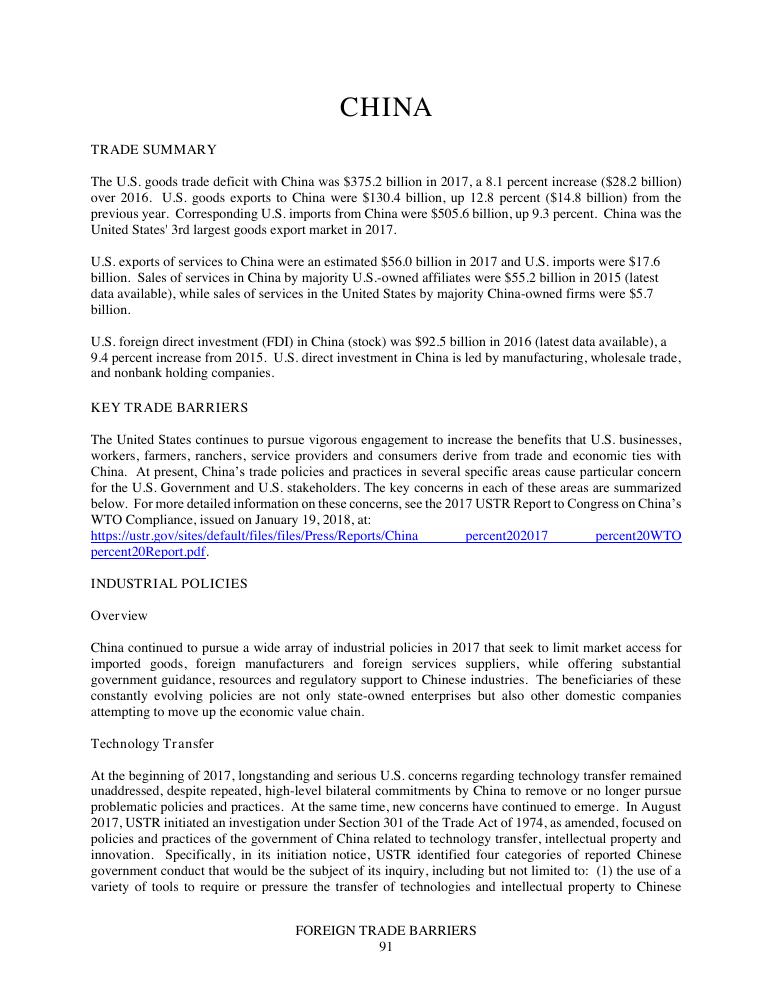 CHINA
TRADE SUMMARY
The U.S. goods trade deficit with China was $375.2 billion in 2017, a 8.1 percent increase ($28.2 billion)
over 2016. U.S. goods exports to China were $130.4 billion, up 12.8 percent ($14.8 billion) from the
previous year. Corresponding U.S. imports from China were $505.6 billion, up 9.3 percent. China was the
United States' 3rd largest goods export market in 2017.
U.S. exports of services to China were an estimated $56.0 billion in 2017 and U.S. imports were $17.6
billion. Sales of services in China by majority U.S.-owned affiliates were $55.2 billion in 2015 (latest
data available), while sales of services in the United States by majority China-owned firms were $5.7
billion.
U.S. foreign direct investment (FDI) in China (stock) was $92.5 billion in 2016 (latest data available), a
9.4 percent increase from 2015. U.S. direct investment in China is led by manufacturing, wholesale trade,
and nonbank holding companies.
KEY TRADE BARRIERS
The United States continues to pursue vigorous engagement to increase the benefits that U.S. businesses,
workers, farmers, ranchers, service providers and consumers derive from trade and economic ties with
China. At present, China’s trade policies and practices in several specific areas cause particular concern
for the U.S. Government and U.S. stakeholders. The key concerns in each of these areas are summarized
below. For more detailed information on these concerns, see the 2017 USTR Report to Congress on China’s
WTO Compliance, issued on January 19, 2018, at:
https://ustr.gov/sites/default/files/files/Press/Reports/China percent202017 percent20WTO
percent20Report.pdf.
INDUSTRIAL POLICIES
Overview
China continued to pursue a wide array of industrial policies in 2017 that seek to limit market access for
imported goods, foreign manufacturers and foreign services suppliers, while offering substantial
government guidance, resources and regulatory support to Chinese industries. The beneficiaries of these
constantly evolving policies are not only state-owned enterprises but also other domestic companies
attempting to move up the economic value chain.
Technology Transfer
At the beginning of 2017, longstanding and serious U.S. concerns regarding technology transfer remained
unaddressed, despite repeated, high-level bilateral commitments by China to remove or no longer pursue
problematic policies and practices. At the same time, new concerns have continued to emerge. In August
2017, USTR initiated an investigation under Section 301 of the Trade Act of 1974, as amended, focused on
policies and practices of the government of China related to technology transfer, intellectual property and
innovation. Specifically, in its initiation notice, USTR identified four categories of reported Chinese
government conduct that would be the subject of its inquiry, including but not limited to: (1) the use of a
variety of tools to require or pressure the transfer of technologies and intellectual property to Chinese
FOREIGN TRADE BARRIERS
91